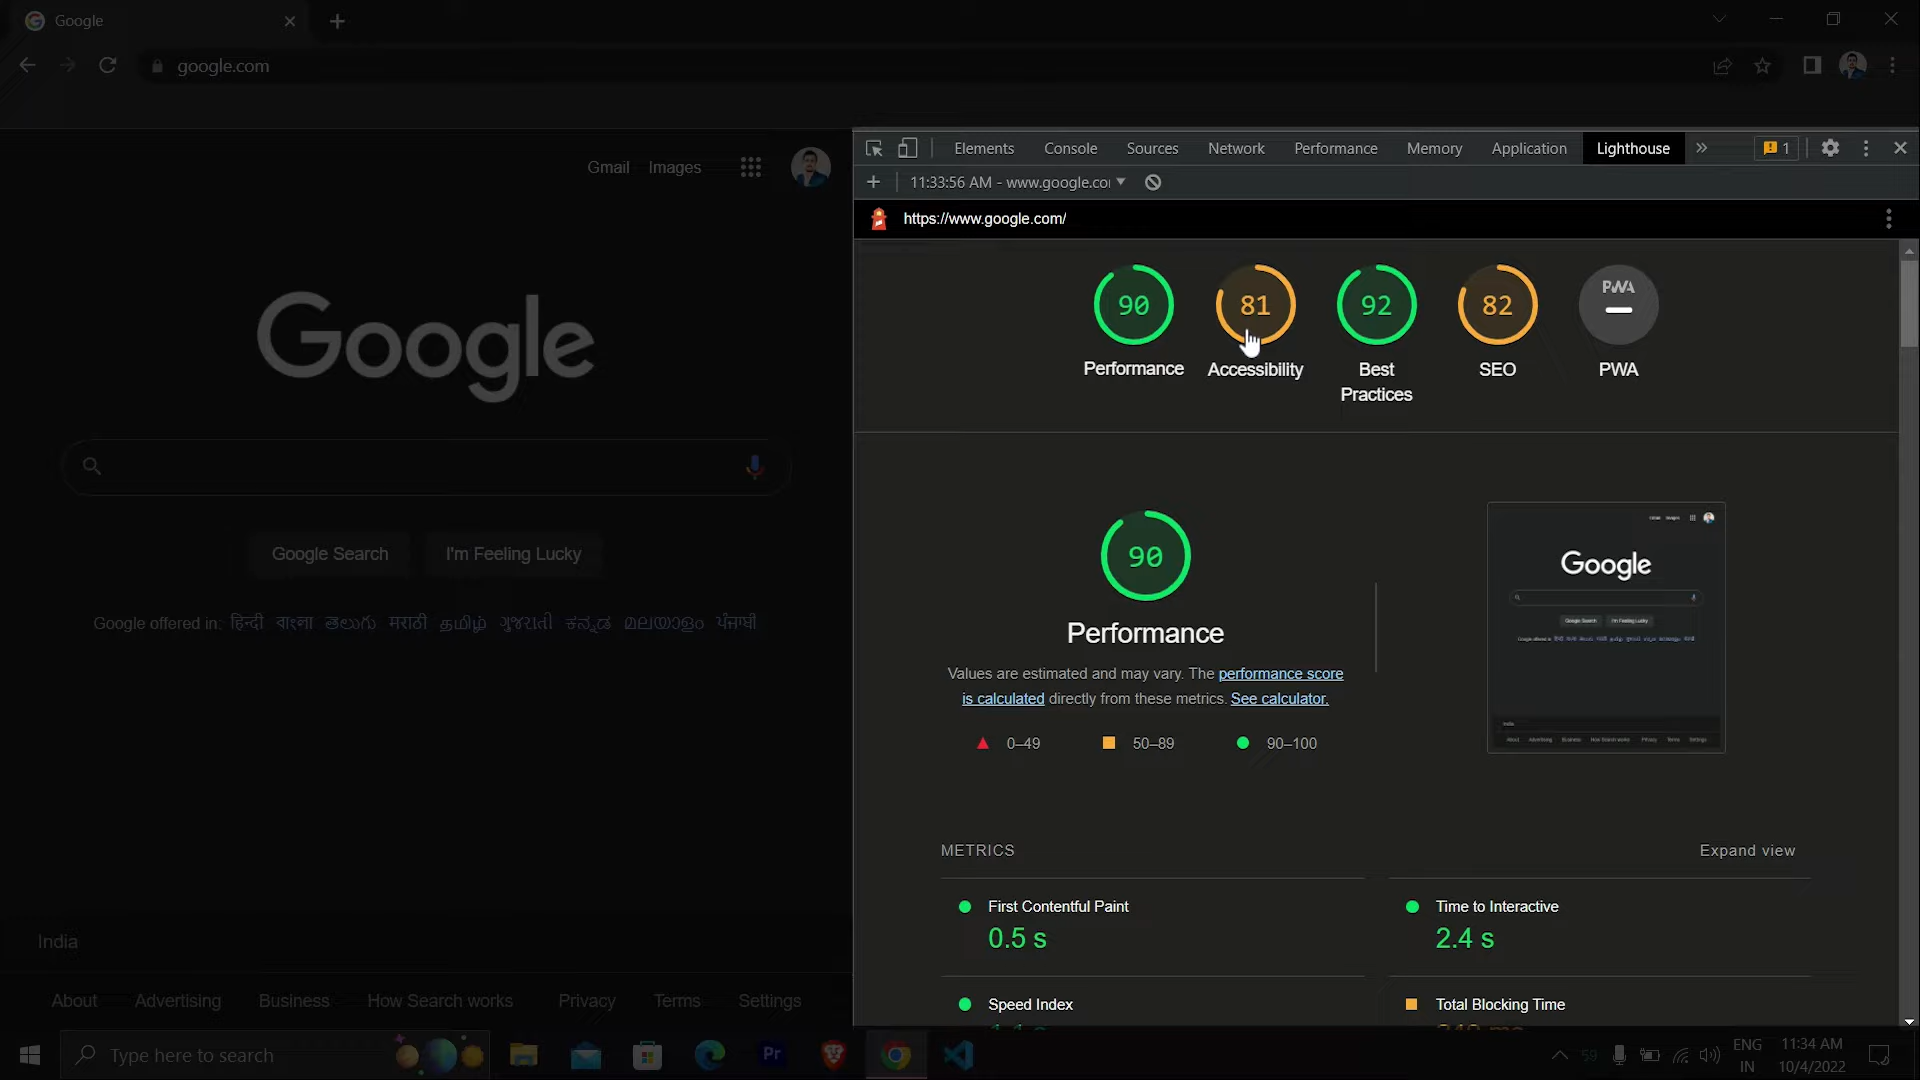 Google
google.com
Gmail Images
Google
Google Search I'm Feeling Lucky
Google offered in: हिन्दी বাংলা తెలుగు मराठी தமிழ் ગુજરાતી ಕನ್ನಡ മലയാളം ਪੰਜਾਬੀ
India
About Advertising Business How Search works Privacy Terms Settings
Elements Console Sources Network Performance Memory Application Lighthouse » 1
11:33:56 AM - www.google.co
https://www.google.com/
90 81 92 82 PWA
Performance Accessibility Best Practices SEO PWA
90
Performance
Values are estimated and may vary. The performance score
is calculated directly from these metrics. See calculator.
0–49 50–89 90–100
Google
Google Search I'm Feeling Lucky
METRICS Expand view
First Contentful Paint
0.5 s
Time to Interactive
2.4 s
Speed Index
Total Blocking Time
Type here to search
Pr
59
ENG
IN
11:34 AM
10/4/2022